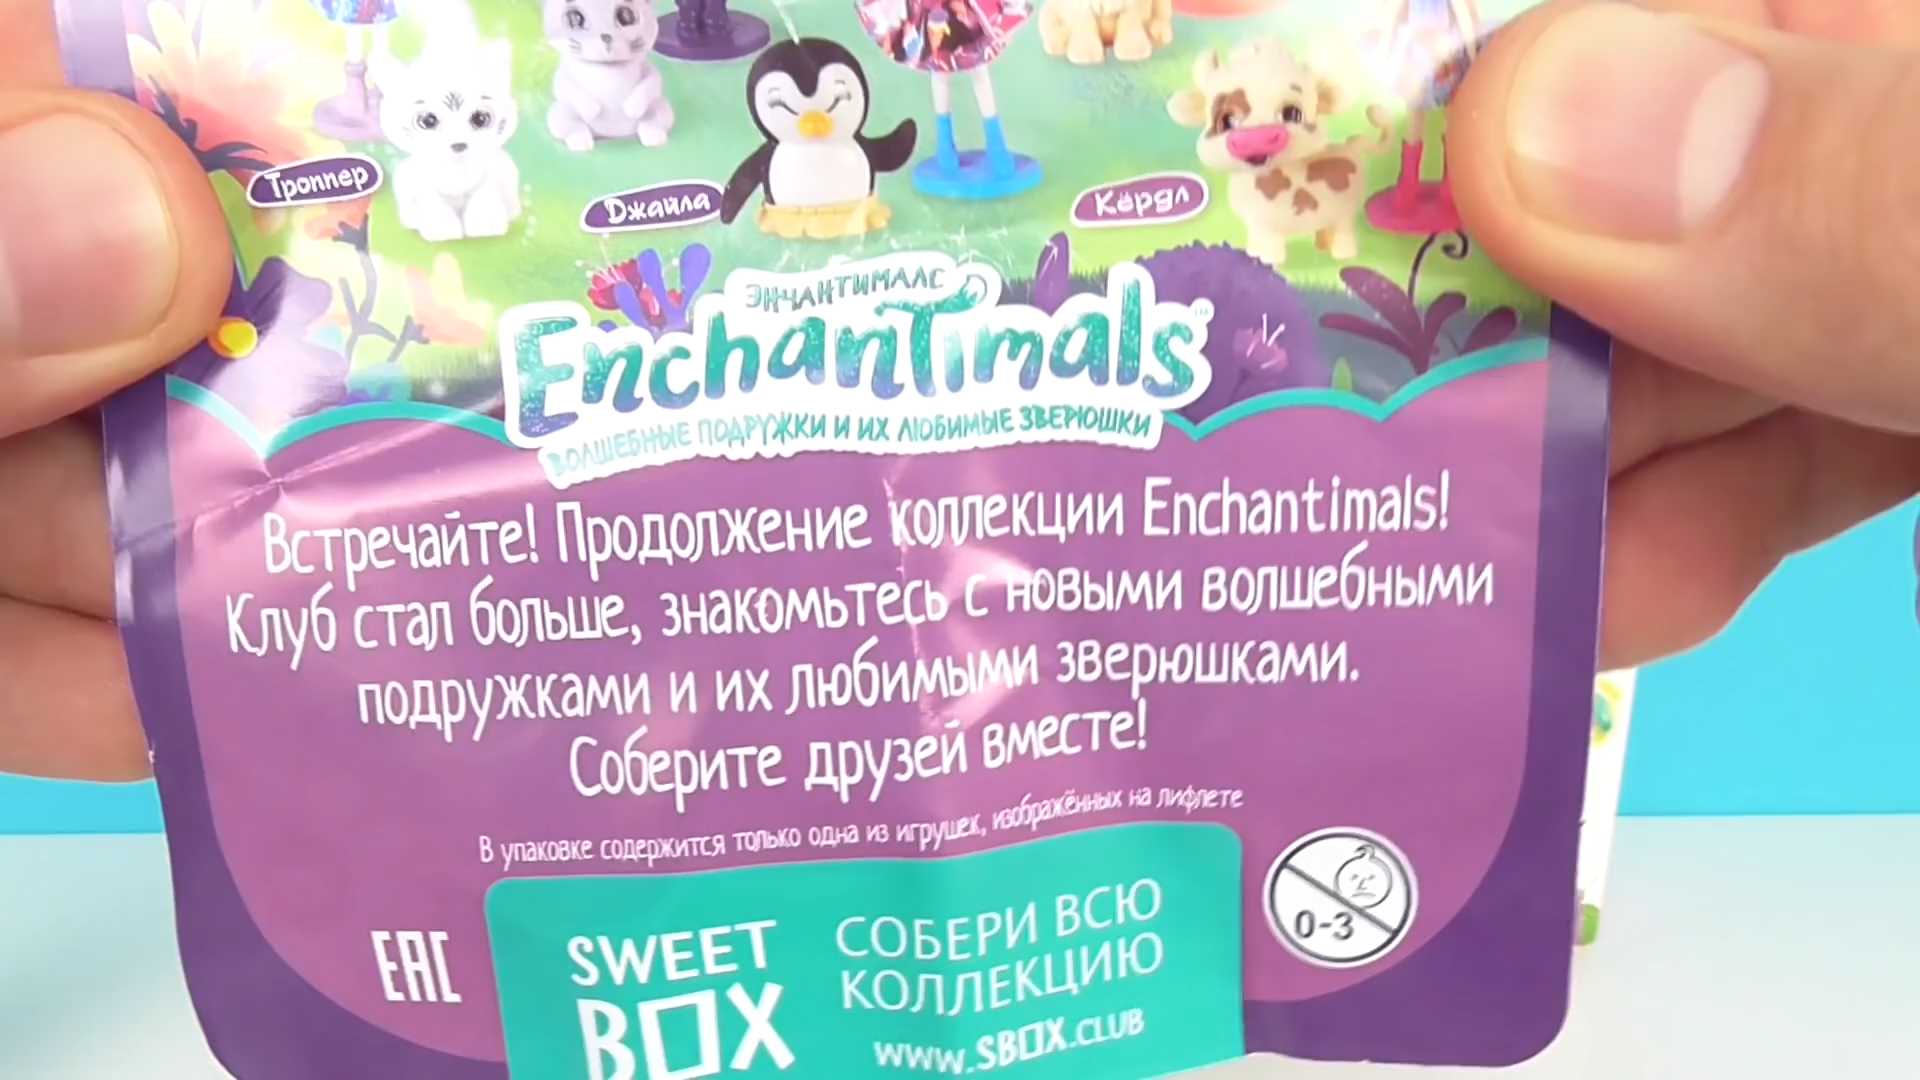 Троппер
Джайла
Кёрдл
ЭНЧАНТИМАЛС
EnchanTimals
ВОЛШЕБНЫЕ ПОДРУЖКИ И ИХ ЛЮБИМЫЕ ЗВЕРЮШКИ
Встречайте! Продолжение коллекции Enchantimals!
Клуб стал больше, знакомьтесь с новыми волшебными
подружками и их любимыми зверюшками.
Соберите друзей вместе!
В упаковке содержится только одна из игрушек, изображённых на лифлете
0-3
EAC
SWEET
BOX
СОБЕРИ ВСЮ
КОЛЛЕКЦИЮ
WWW.SBOX.CLUB